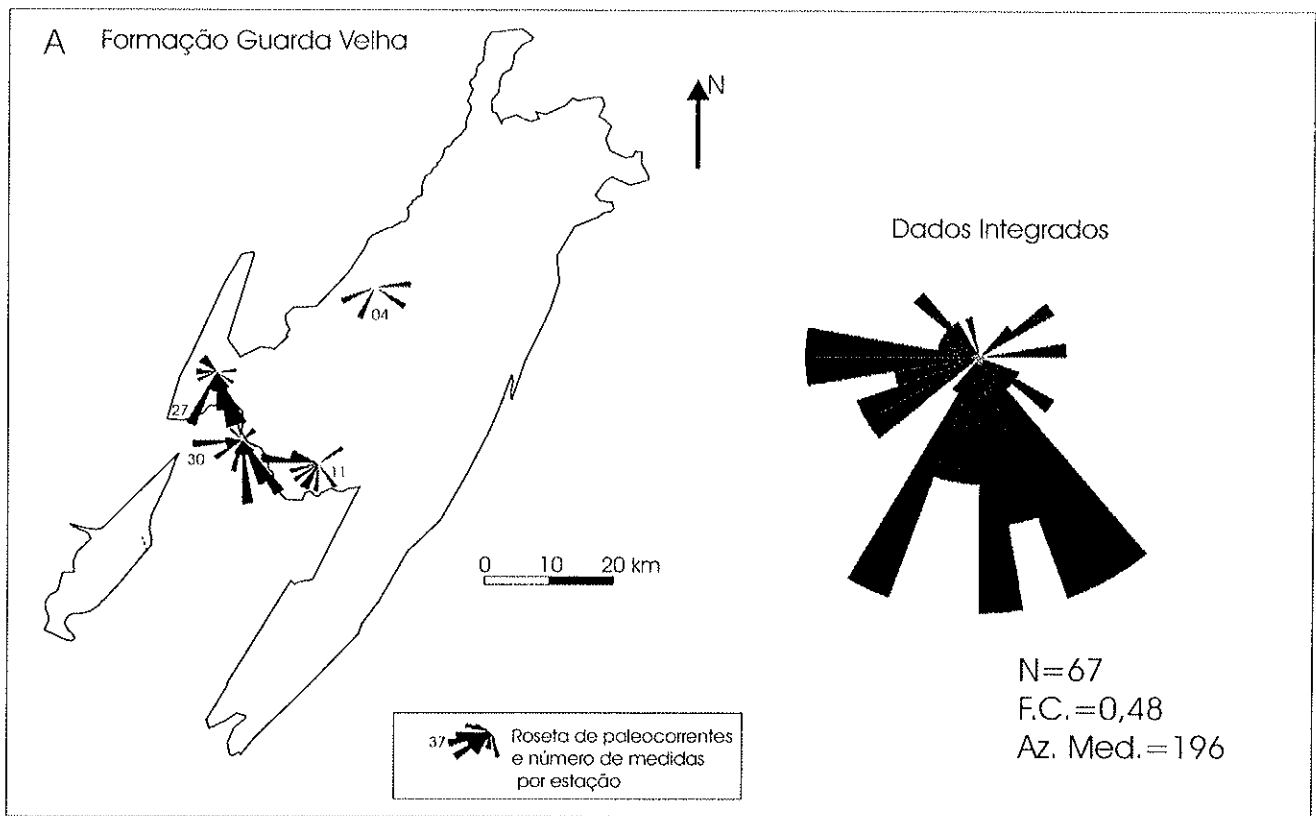 A Formação Guarda Velha
N
Dados Integrados
04
27
30
11
0 10 20 km
N=67
F.C.=0,48
Az. Med.=196
37 Roseta de paleocorrentes
e número de medidas
por estação